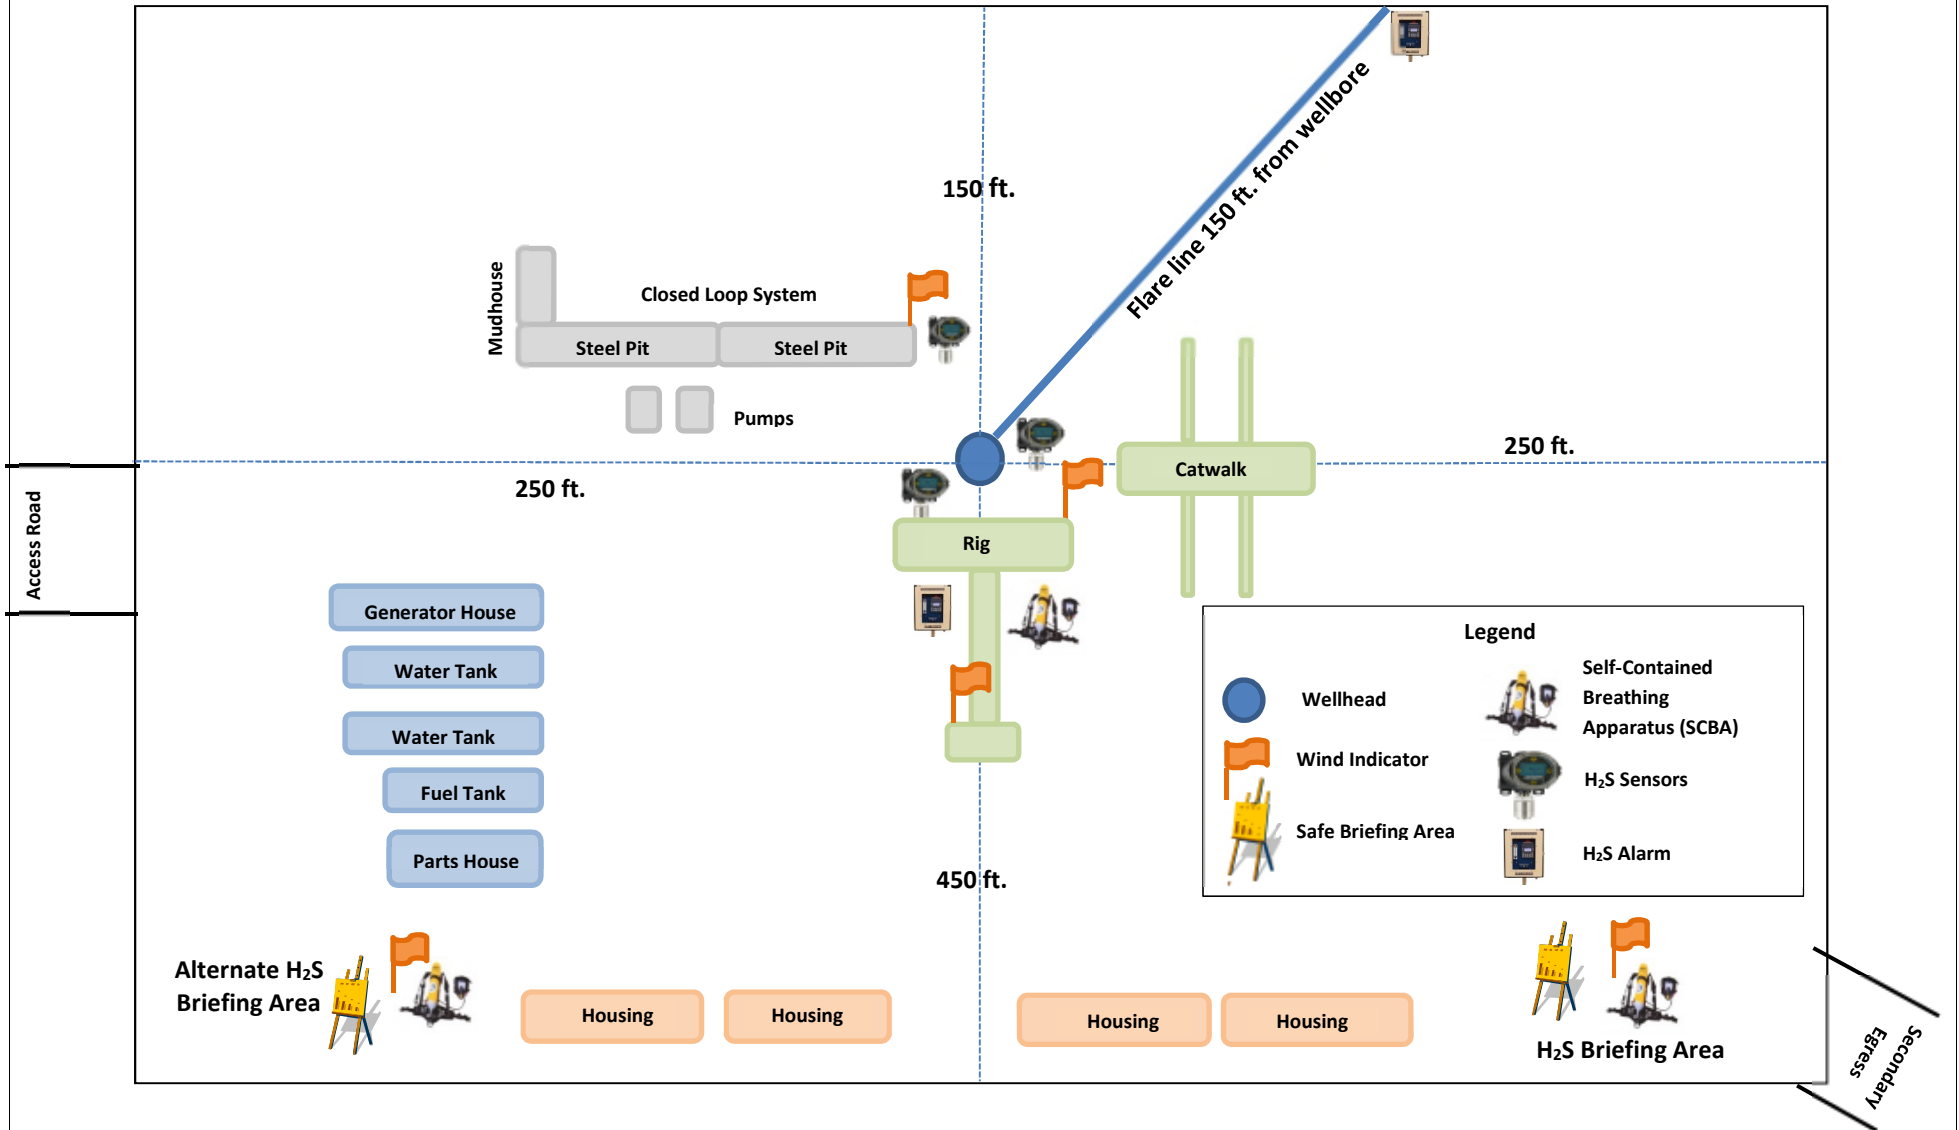 150 ft.
Flare line 150 ft. from wellbore
Mudhouse
Closed Loop System
Steel Pit
Steel Pit
Pumps
250 ft.
250 ft.
Catwalk
Access Road
Rig
Generator House
Water Tank
Water Tank
Fuel Tank
Parts House
450 ft.
Legend
Wellhead
Wind Indicator
Safe Briefing Area
Self-Contained
Breathing
Apparatus (SCBA)
H₂S Sensors
H₂S Alarm
Alternate H₂S
Briefing Area
Housing
Housing
Housing
Housing
H₂S Briefing Area
Secondary
Egress